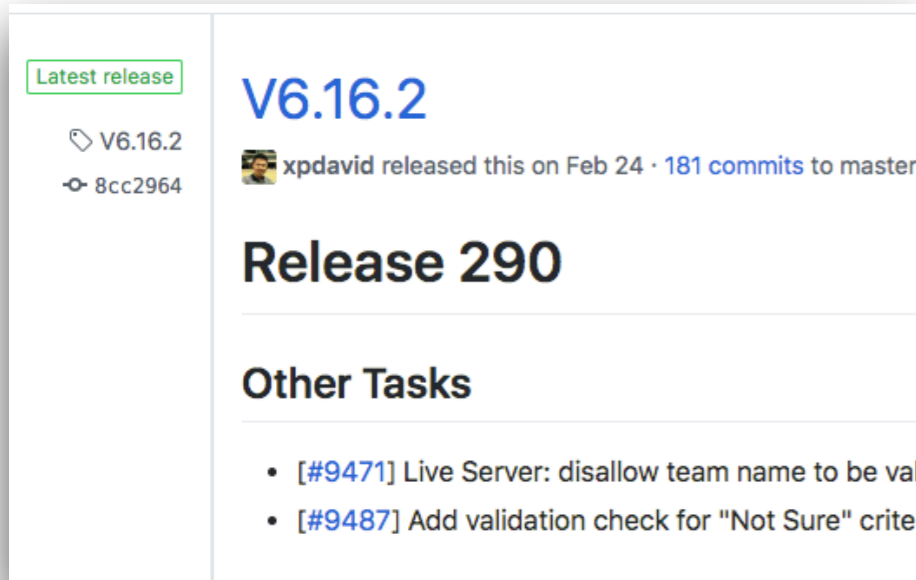 Latest release
V6.16.2
8cc2964
V6.16.2
xpdavid released this on Feb 24 · 181 commits to master
Release 290
Other Tasks
• [#9471] Live Server: disallow team name to be val
• [#9487] Add validation check for "Not Sure" crite